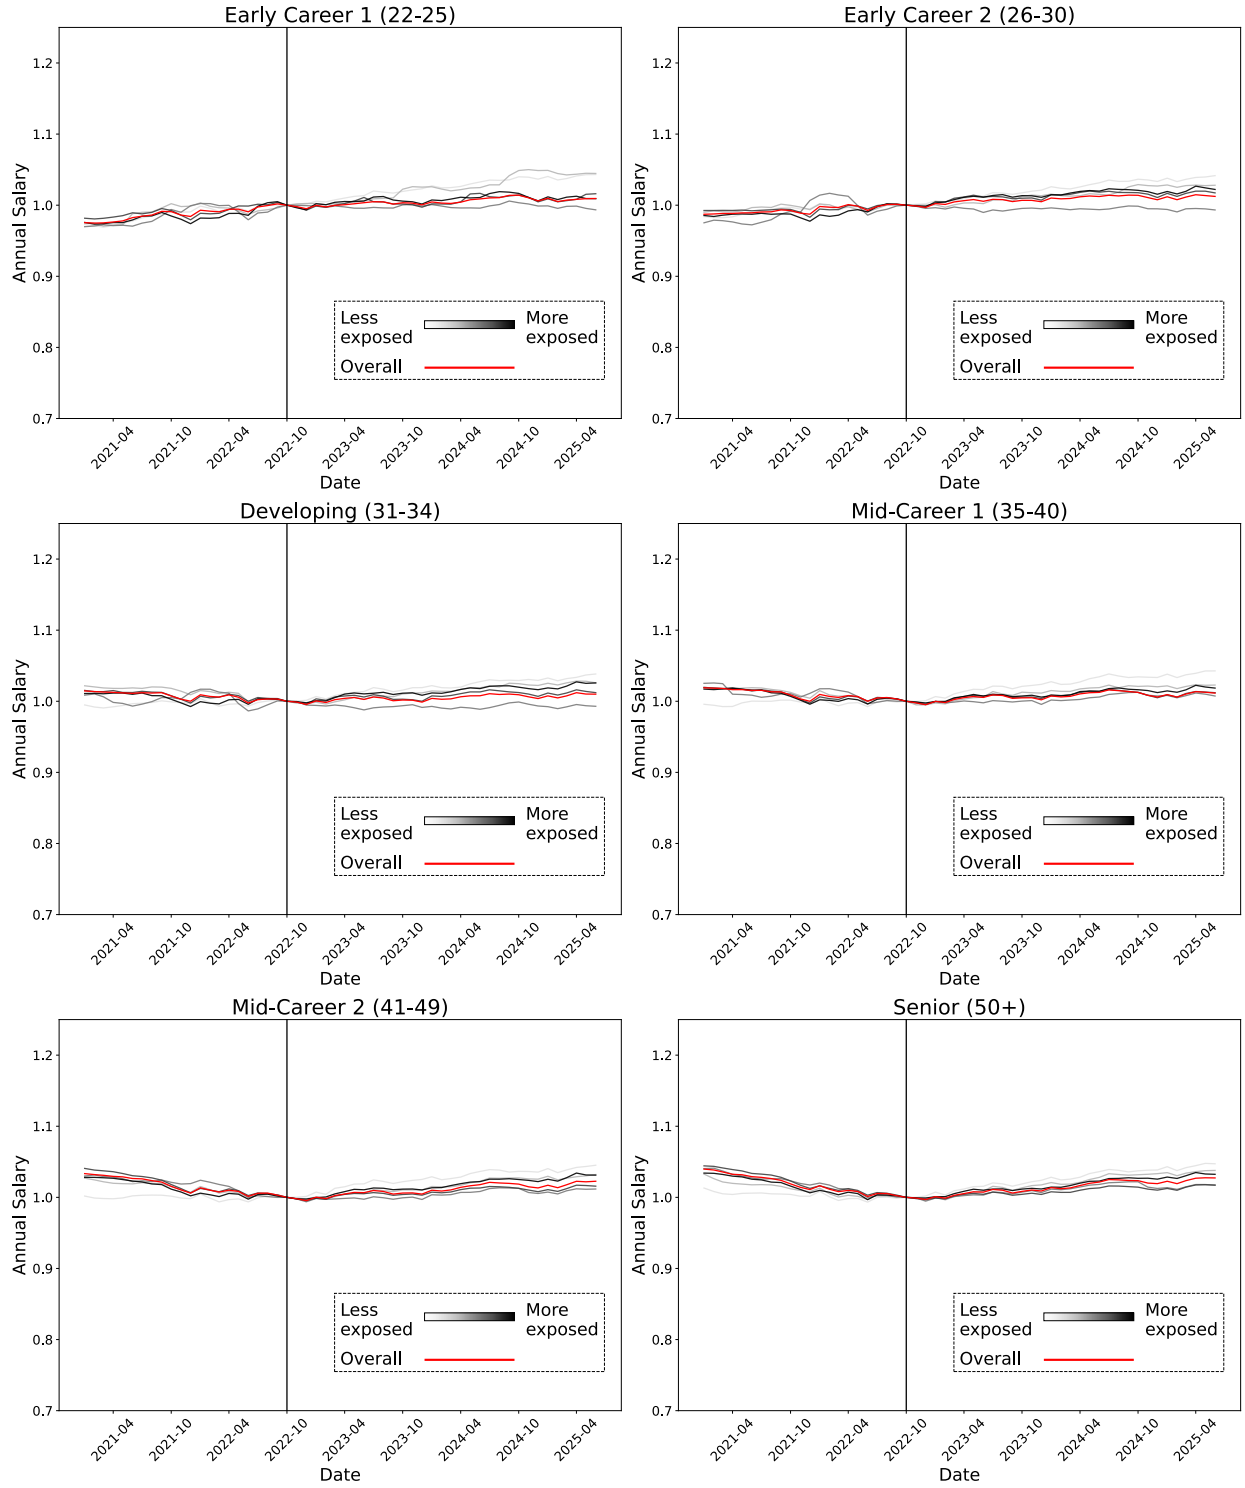 Early Career 1 (22-25)
Annual Salary
1.2
1.1
1.0
0.9
0.8
0.7
Less exposed
More exposed
Overall
2021-04
2021-10
2022-04
2022-10
2023-04
2023-10
2024-04
2024-10
2025-04
Date
Early Career 2 (26-30)
Annual Salary
1.2
1.1
1.0
0.9
0.8
0.7
Less exposed
More exposed
Overall
2021-04
2021-10
2022-04
2022-10
2023-04
2023-10
2024-04
2024-10
2025-04
Date
Developing (31-34)
Annual Salary
1.2
1.1
1.0
0.9
0.8
0.7
Less exposed
More exposed
Overall
2021-04
2021-10
2022-04
2022-10
2023-04
2023-10
2024-04
2024-10
2025-04
Date
Mid-Career 1 (35-40)
Annual Salary
1.2
1.1
1.0
0.9
0.8
0.7
Less exposed
More exposed
Overall
2021-04
2021-10
2022-04
2022-10
2023-04
2023-10
2024-04
2024-10
2025-04
Date
Mid-Career 2 (41-49)
Annual Salary
1.2
1.1
1.0
0.9
0.8
0.7
Less exposed
More exposed
Overall
2021-04
2021-10
2022-04
2022-10
2023-04
2023-10
2024-04
2024-10
2025-04
Date
Senior (50+)
Annual Salary
1.2
1.1
1.0
0.9
0.8
0.7
Less exposed
More exposed
Overall
2021-04
2021-10
2022-04
2022-10
2023-04
2023-10
2024-04
2024-10
2025-04
Date